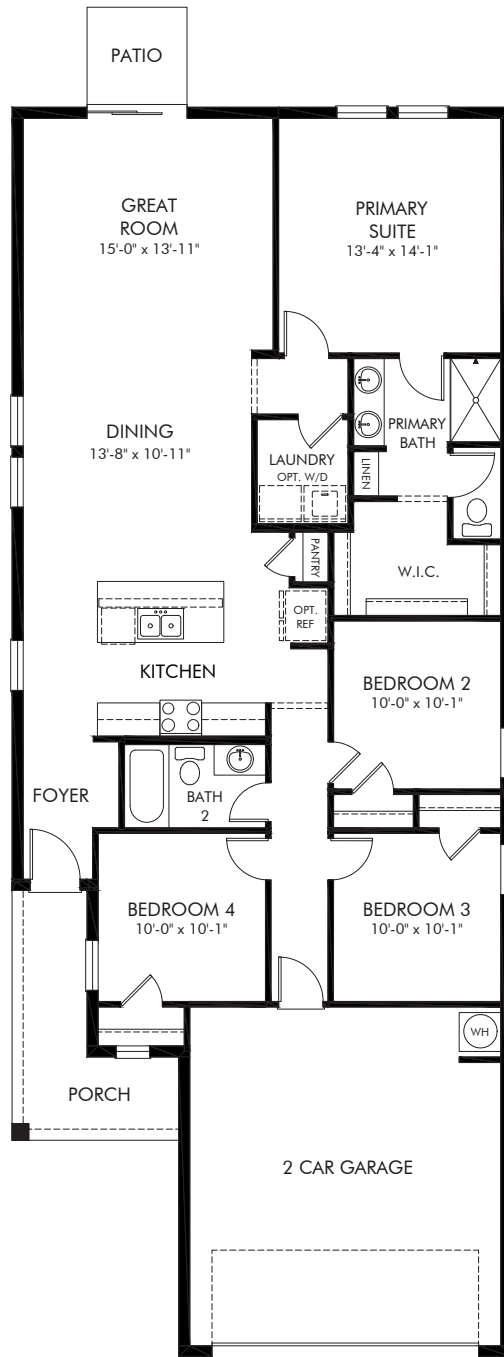 PATIO
GREAT
ROOM
15'-0" x 13'-11"
PRIMARY
SUITE
13'-4" x 14'-1"
DINING
13'-8" x 10'-11"
LAUNDRY
OPT. W/D
PRIMARY
BATH
LINEN
PANTRY
W.I.C.
OPT.
REF
KITCHEN
BEDROOM 2
10'-0" x 10'-1"
FOYER
BATH
2
BEDROOM 4
10'-0" x 10'-1"
BEDROOM 3
10'-0" x 10'-1"
WH
PORCH
2 CAR GARAGE